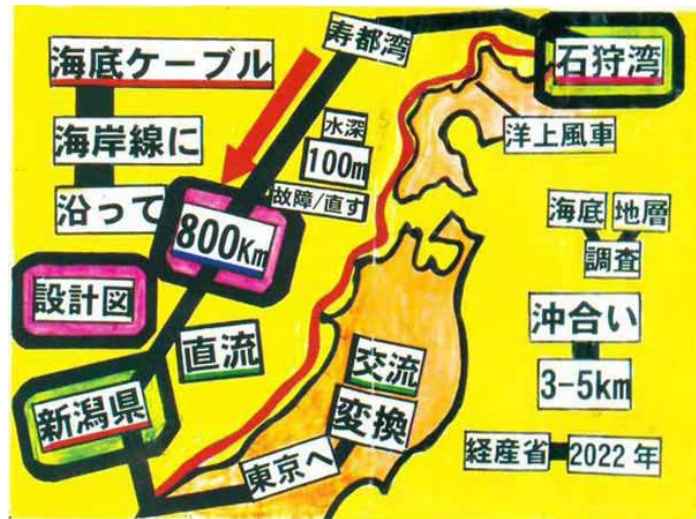 寿都湾
石狩湾
海底ケーブル
海岸線に
沿って
水深
100m
故障/直す
800Km
洋上風車
海底 地層
調査
設計図
沖合い
3-5km
直流
交流
変換
新潟県
東京へ
経産省 2022年